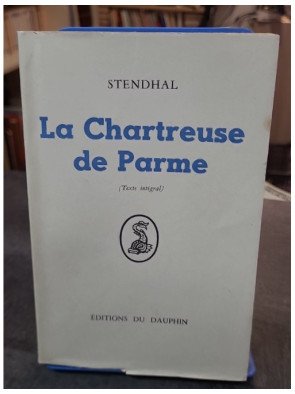 STENDHAL
La Chartreuse
de Parme
(Texte intégral)
EDITIONS DU DAUPHIN